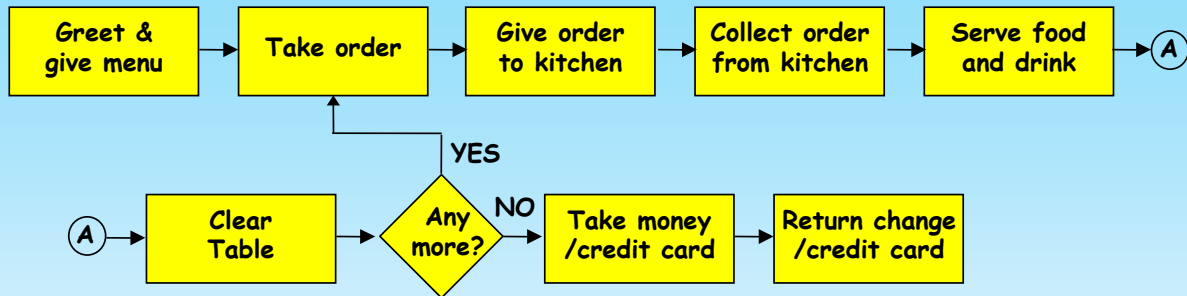 Greet &
give menu
Take order
Give order
to kitchen
Collect order
from kitchen
Serve food
and drink
A
YES
A
Clear
Table
Any
more?
NO
Take money
/credit card
Return change
/credit card